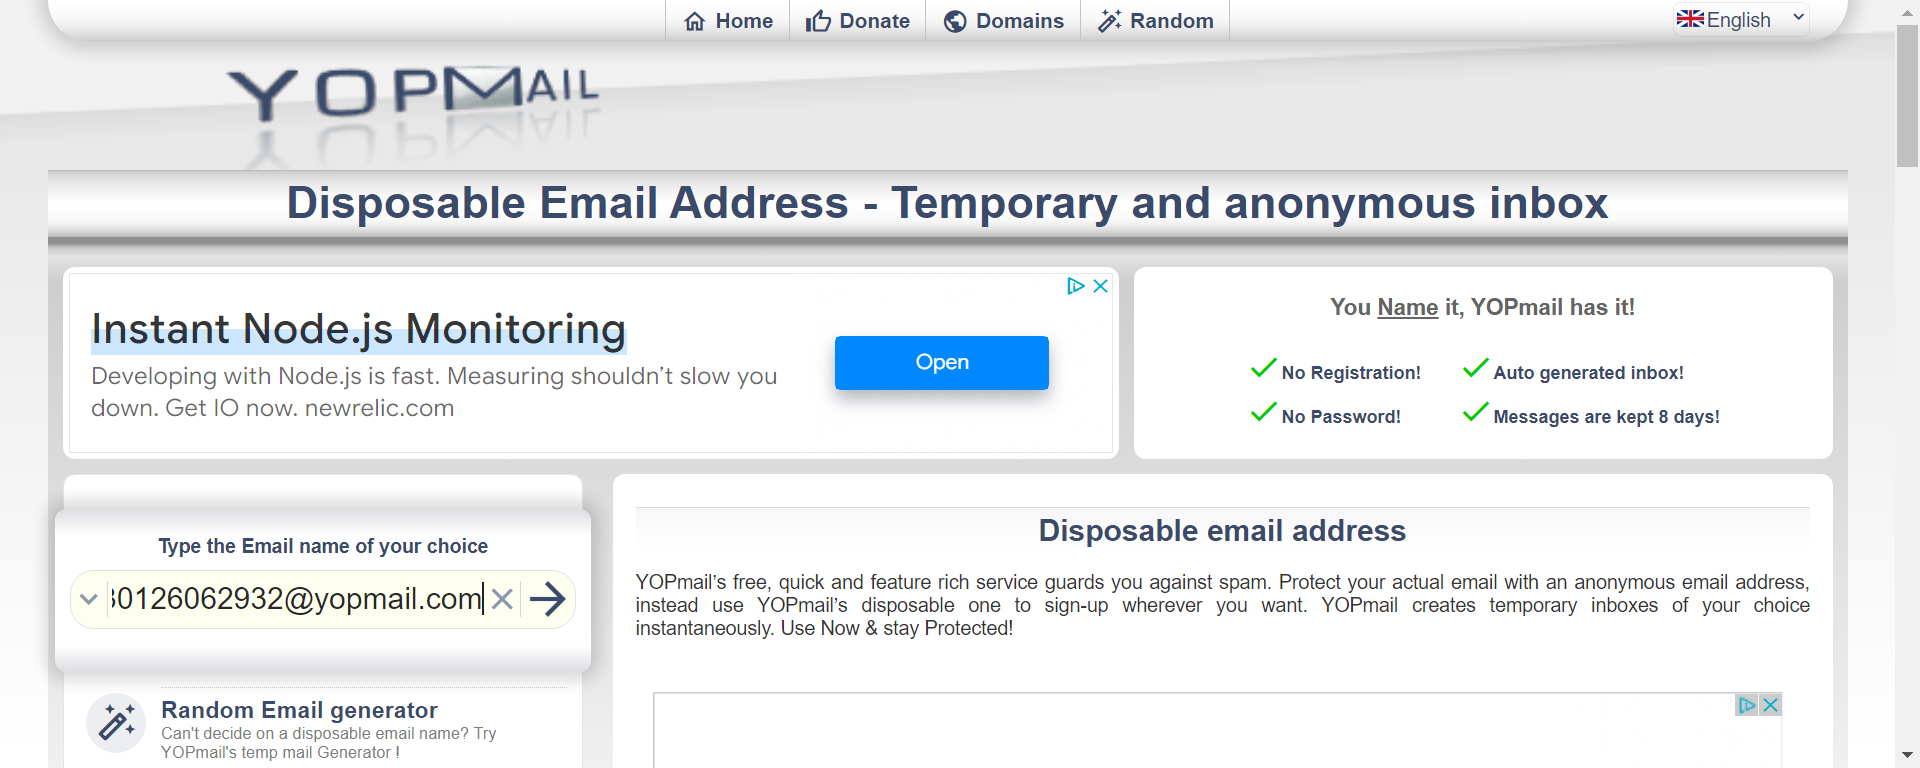 Home
Donate
Domains
Random
English
YOPMAIL
Disposable Email Address - Temporary and anonymous inbox
Instant Node.js Monitoring
Developing with Node.js is fast. Measuring shouldn't slow you
down. Get IO now. newrelic.com
Open
You Name it, YOPmail has it!
No Registration!
Auto generated inbox!
No Password!
Messages are kept 8 days!
Type the Email name of your choice
30126062932@yopmail.com
Random Email generator
Can't decide on a disposable email name? Try
YOPmail's temp mail Generator !
Disposable email address
YOPmail's free, quick and feature rich service guards you against spam. Protect your actual email with an anonymous email address,
instead use YOPmail's disposable one to sign-up wherever you want. YOPmail creates temporary inboxes of your choice
instantaneously. Use Now & stay Protected!